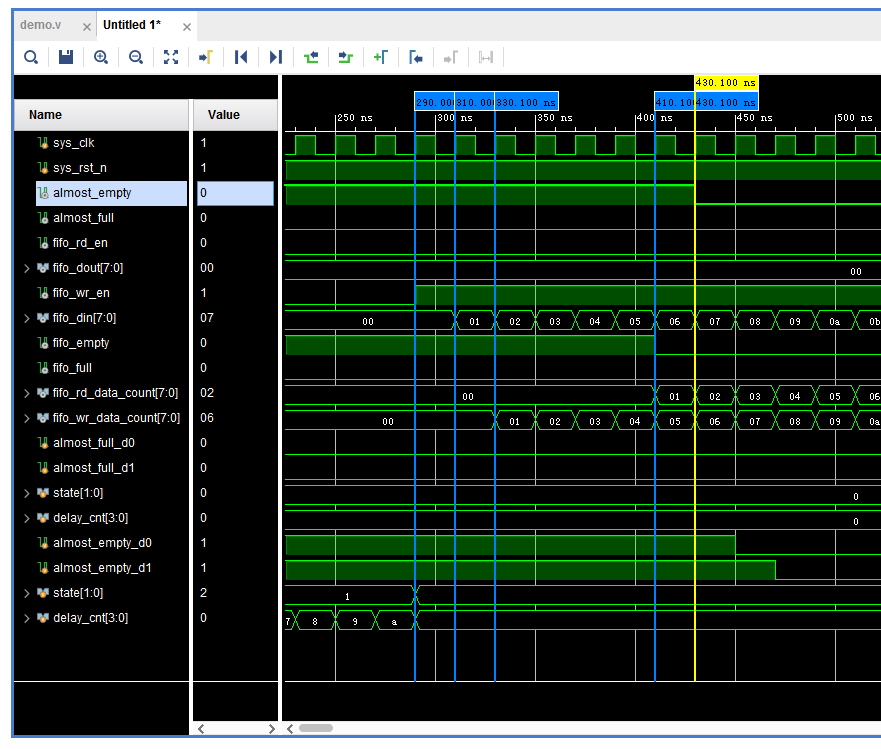 demo.v × Untitled 1* ×
430.100 ns
290.00 310.00 330.100 ns 410.10 430.100 ns
250 ns 300 ns 350 ns 400 ns 450 ns 500 ns
Name Value
sys_clk 1
sys_rst_n 1
almost_empty 0
almost_full 0
fifo_rd_en 0
fifo_dout[7:0] 00 00
fifo_wr_en 1
fifo_din[7:0] 07 00 01 02 03 04 05 06 07 08 09 0a 0b
fifo_empty 0
fifo_full 0
fifo_rd_data_count[7:0] 02 00 01 02 03 04 05 06
fifo_wr_data_count[7:0] 06 00 01 02 03 04 05 06 07 08 09 0a
almost_full_d0 0
almost_full_d1 0
state[1:0] 0 0
delay_cnt[3:0] 0 0
almost_empty_d0 1
almost_empty_d1 1
state[1:0] 2 1
delay_cnt[3:0] 0 7 8 9 a